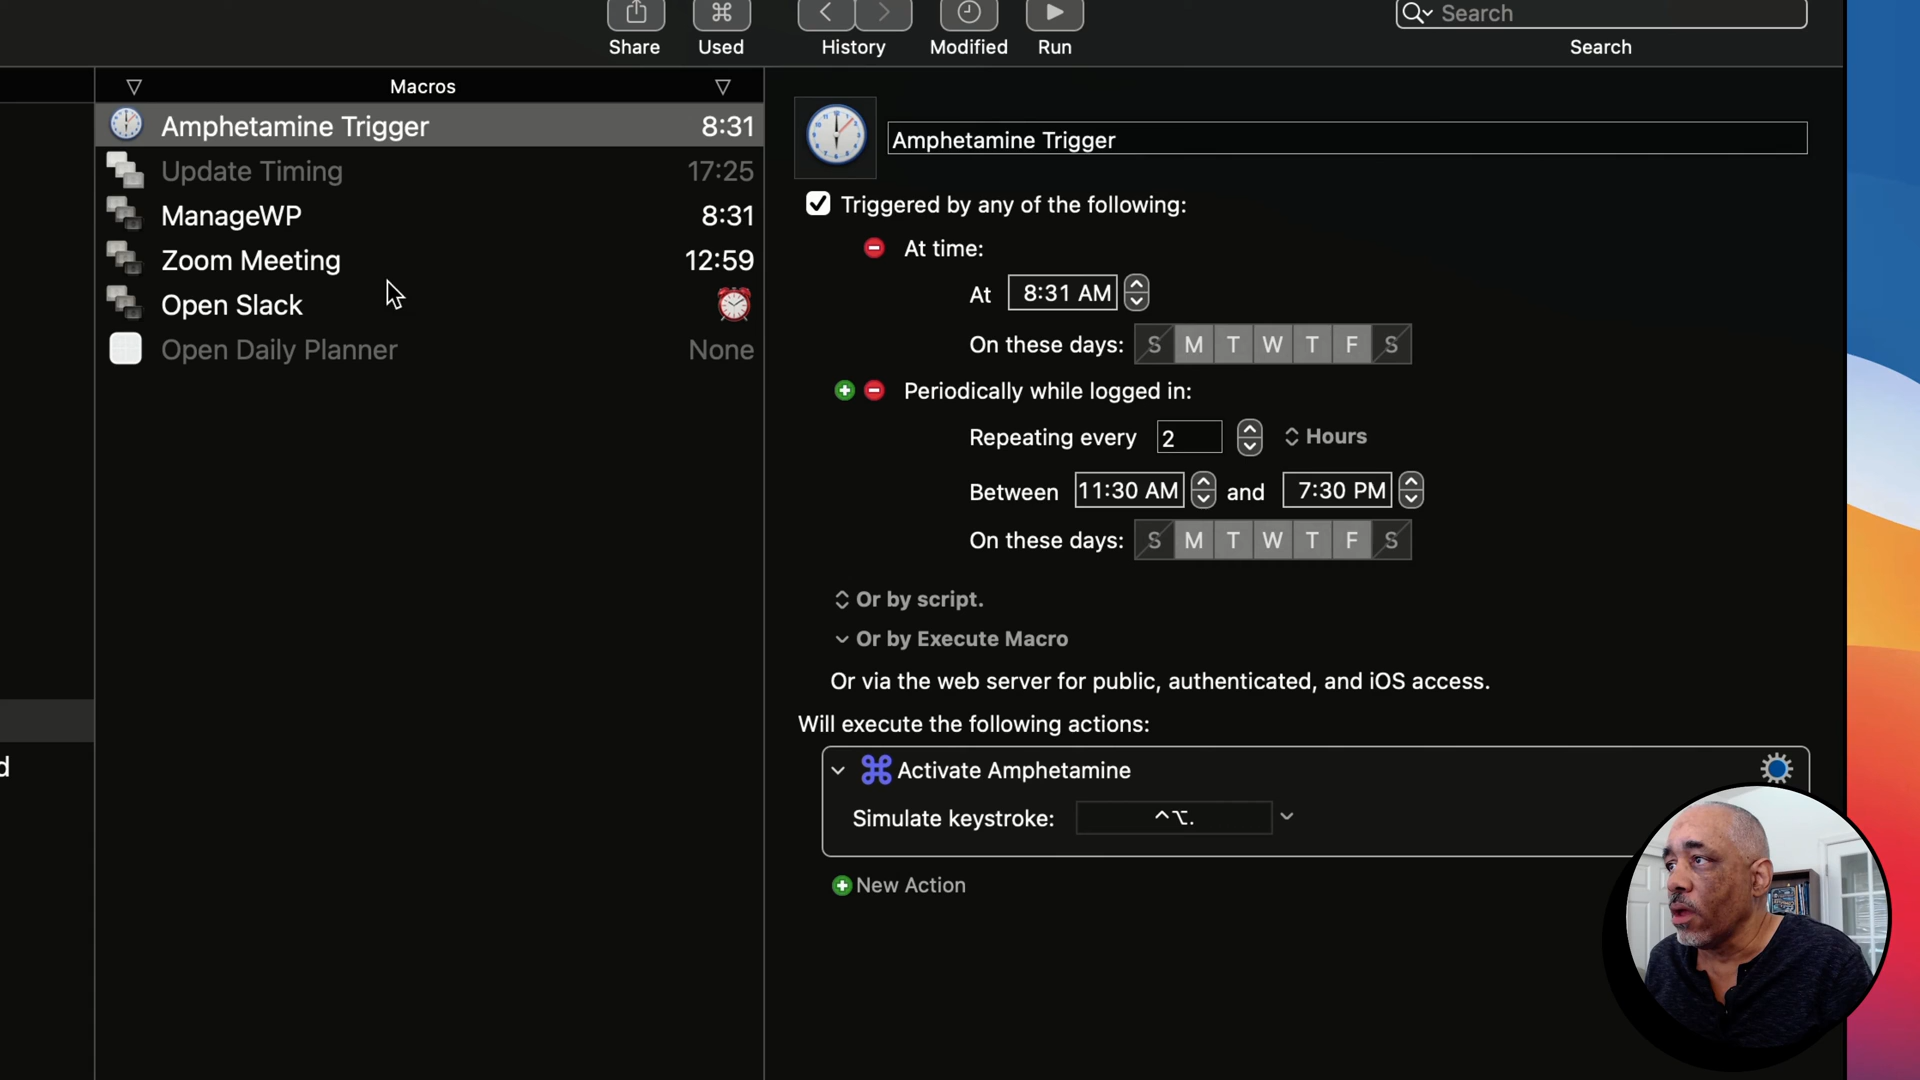 Share Used History Modified Run Search
Search
Macros
Amphetamine Trigger 8:31
Update Timing 17:25
ManageWP 8:31
Zoom Meeting 12:59
Open Slack
Open Daily Planner None
Amphetamine Trigger
Triggered by any of the following:
At time:
At 8:31 AM
On these days: S M T W T F S
Periodically while logged in:
Repeating every 2 Hours
Between 11:30 AM and 7:30 PM
On these days: S M T W T F S
Or by script.
Or by Execute Macro
Or via the web server for public, authenticated, and iOS access.
Will execute the following actions:
⌘ Activate Amphetamine
Simulate keystroke: ^⌥.
New Action
d